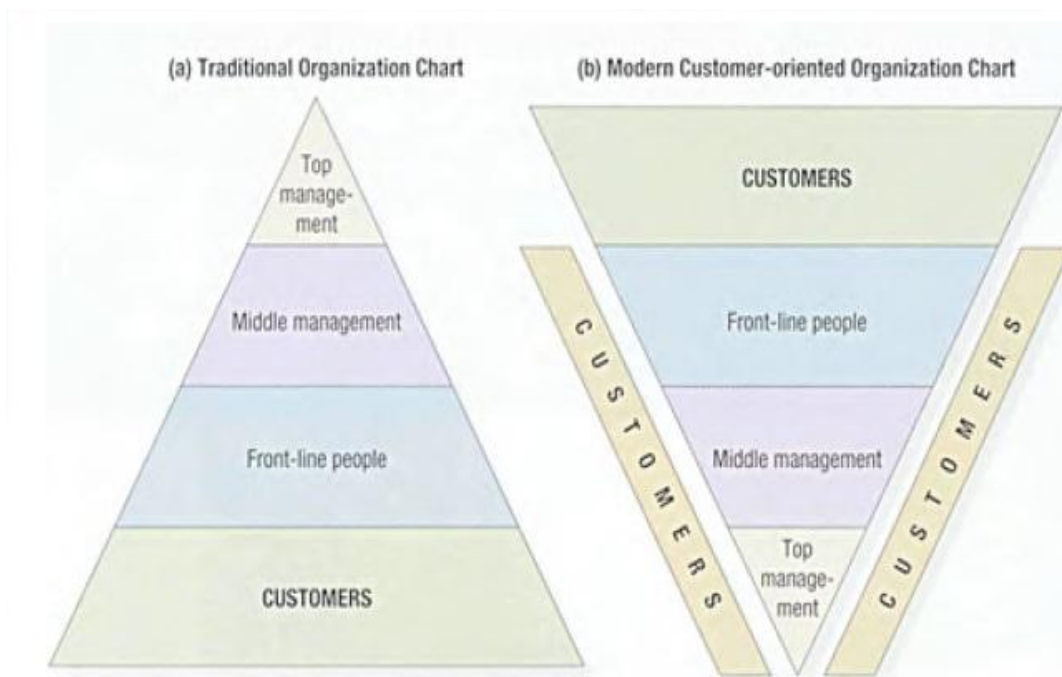 (a) Traditional Organization Chart
Top
manage-
ment
Middle management
Front-line people
CUSTOMERS
(b) Modern Customer-oriented Organization Chart
CUSTOMERS
Front-line people
Middle management
Top
manage-
ment
CUSTOMERS
CUSTOMERS